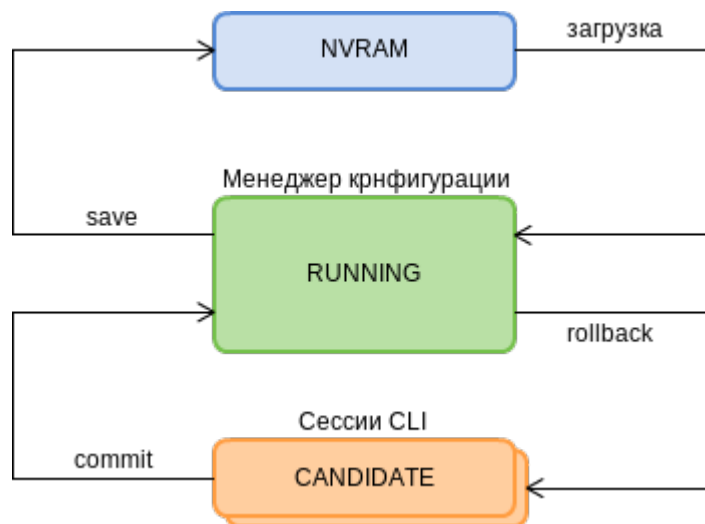 загрузка
NVRAM
Менеджер крнфигурации
save
RUNNING
rollback
Сессии CLI
commit
CANDIDATE